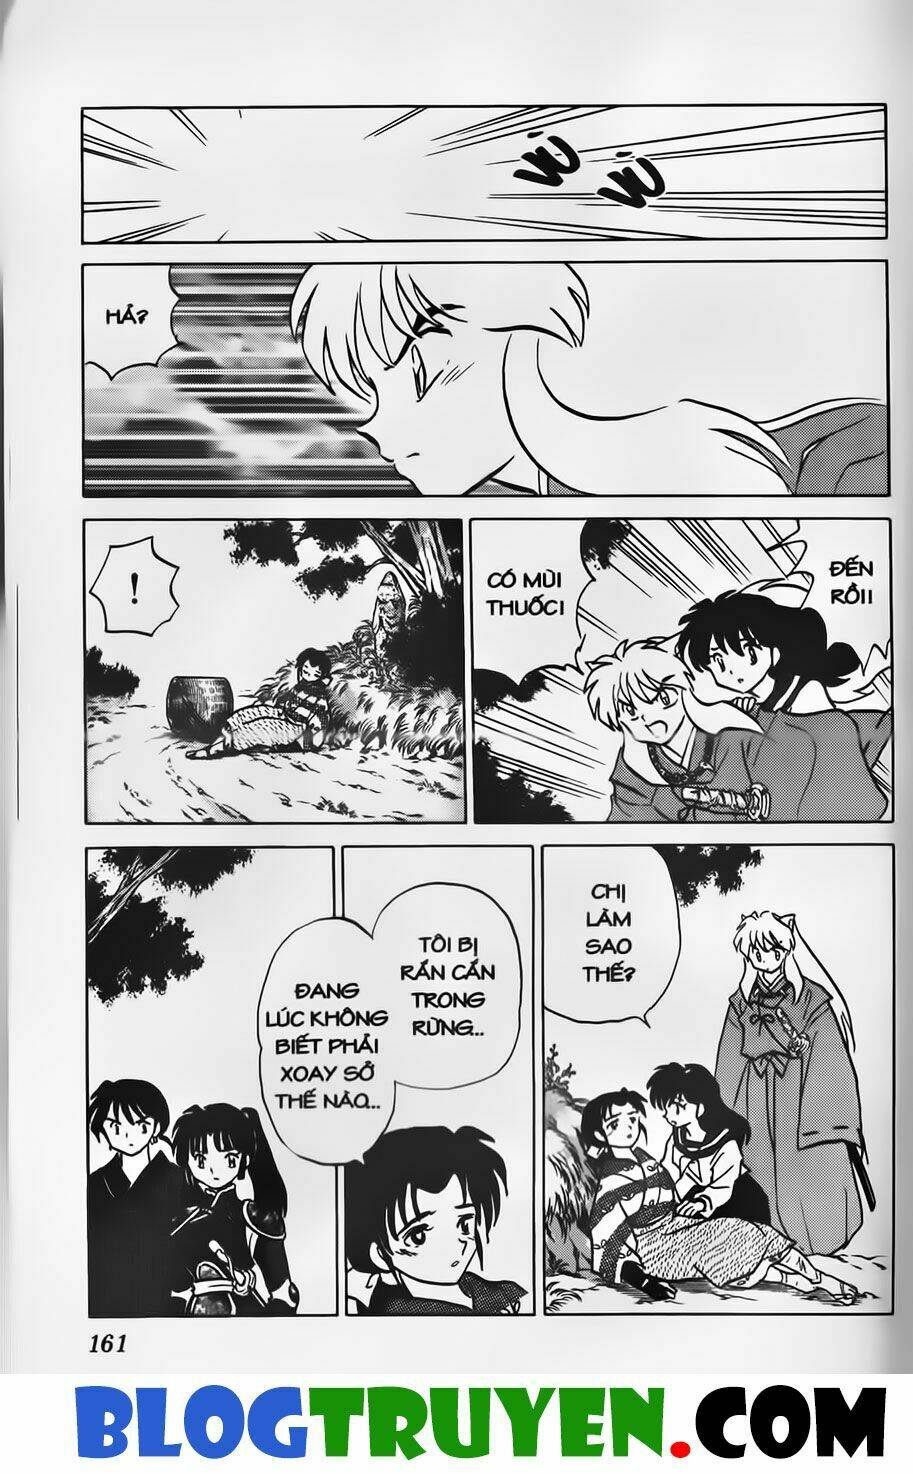 VÙ
VÙ
HẢ?
ĐẾN
RỒI!
CÓ MÙI
THUỐC!
!
CHỊ
LÀM
SAO
THẾ?
TÔI BỊ
RẮN CẮN
TRONG
RỪNG...
ĐANG
LÚC KHÔNG
BIẾT PHẢI
XOAY SỞ
THẾ NÀO...
161
BLOGTRUYEN.COM